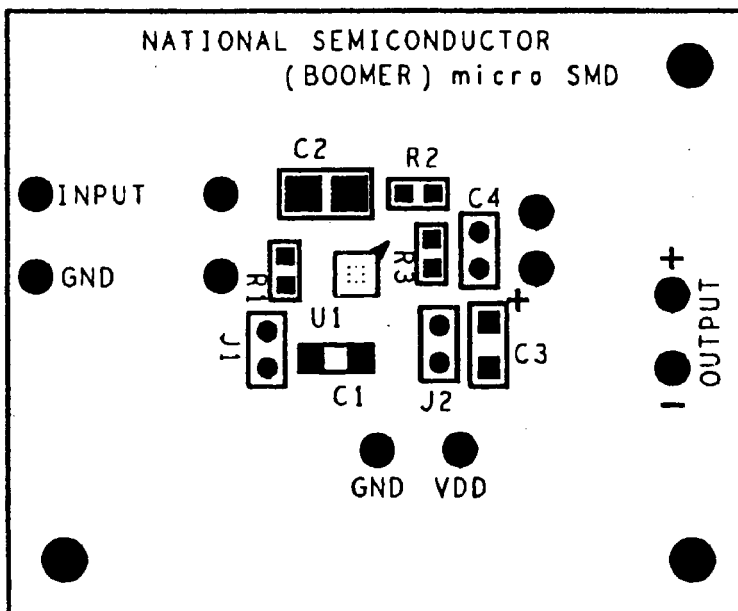 NATIONAL SEMICONDUCTOR
(BOOMER) micro SMD
C2
R2
C4
INPUT
GND
R1
R3
U1
+
J1
C1
J2
C3
+
OUTPUT
-
GND VDD